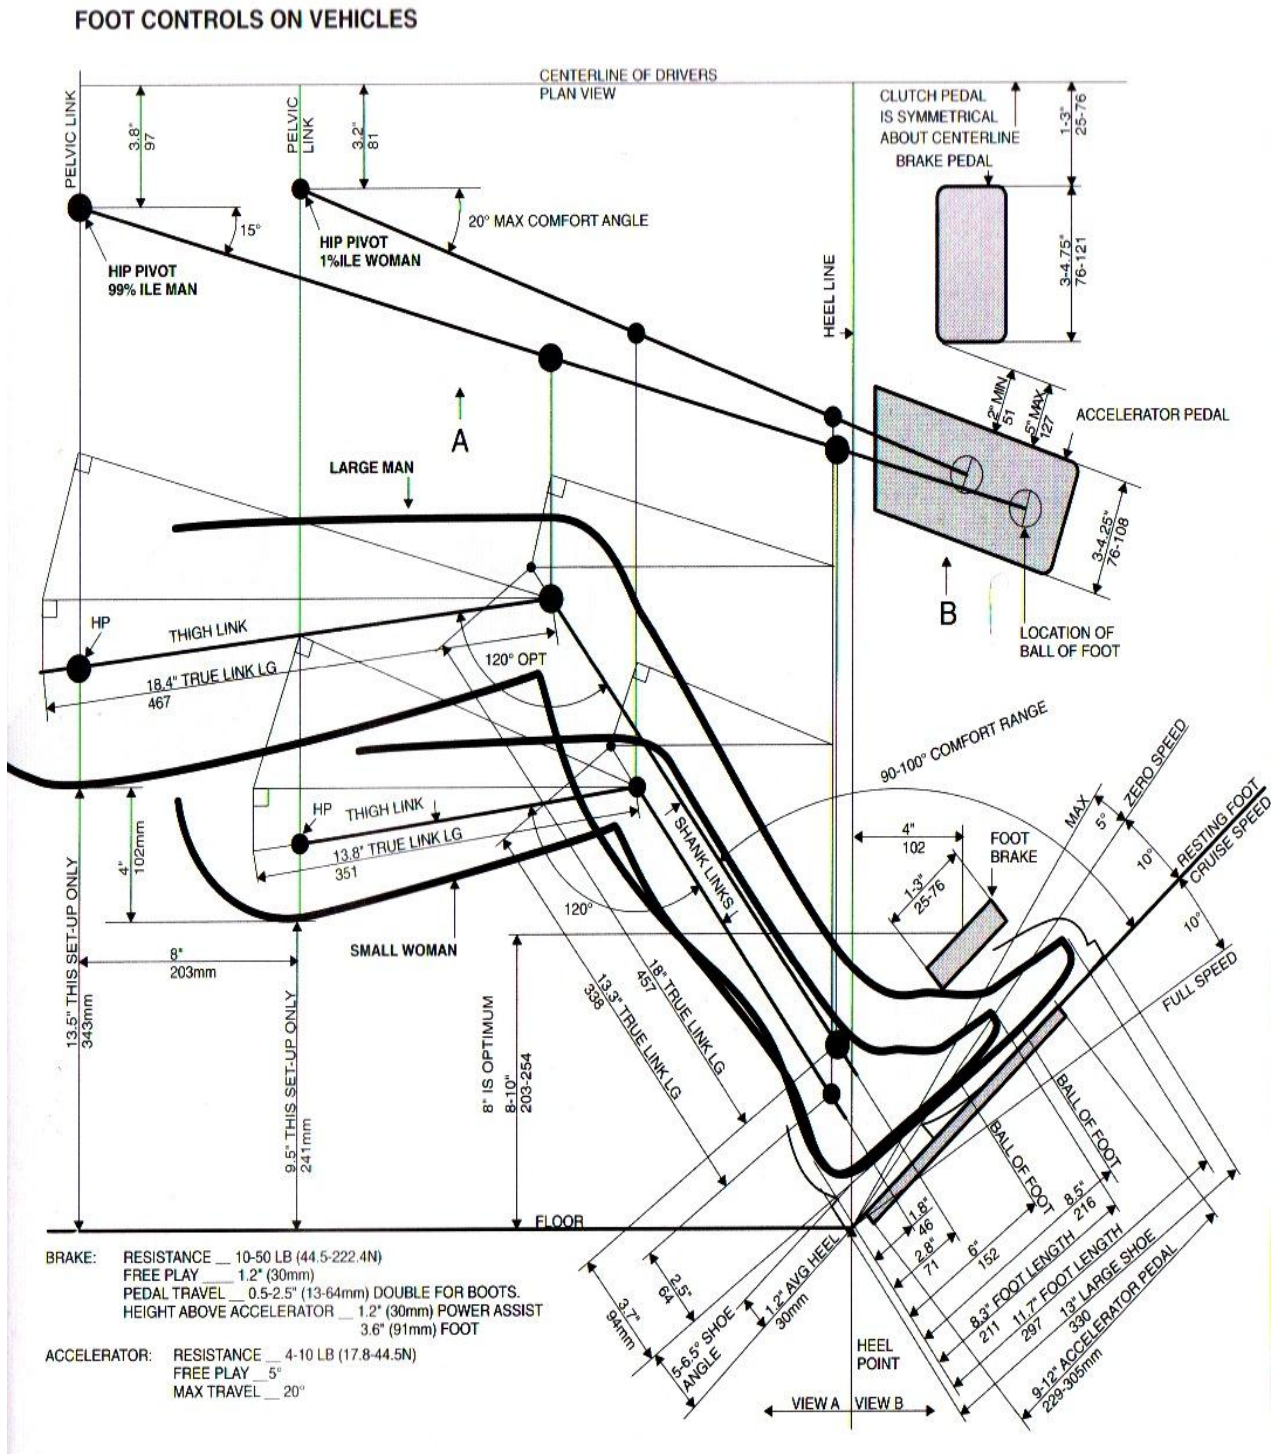 FOOT CONTROLS ON VEHICLES
CENTERLINE OF DRIVERS
PLAN VIEW
PELVIC LINK
3.8"
97
PELVIC
LINK
3.2"
81
CLUTCH PEDAL
IS SYMMETRICAL
ABOUT CENTERLINE
BRAKE PEDAL
1-3"
25-76
15°
20° MAX COMFORT ANGLE
HIP PIVOT
99% ILE MAN
HIP PIVOT
1%ILE WOMAN
HEEL LINE
3-4.75"
76-121
2" MIN
51
5" MAX
127
ACCELERATOR PEDAL
A
LARGE MAN
3-4.25"
76-108
B
LOCATION OF
BALL OF FOOT
HP
THIGH LINK
18.4" TRUE LINK LG
467
120° OPT
90-100° COMFORT RANGE
MAX
5°
ZERO SPEED
10°
RESTING FOOT
CRUISE SPEED
10°
FULL SPEED
4"
102
FOOT
BRAKE
1-3"
25-76
HP
THIGH LINK
13.8" TRUE LINK LG
351
SHANK LINKS
120°
4"
102mm
SMALL WOMAN
8"
203mm
13.5" THIS SET-UP ONLY
343mm
9.5" THIS SET-UP ONLY
241mm
8" IS OPTIMUM
8-10"
203-254
18" TRUE LINK LG
457
13.3" TRUE LINK LG
338
BALL OF FOOT
BALL OF FOOT
FLOOR
1.8"
46
2.8"
71
6"
152
8.5"
216
8.3" FOOT LENGTH
211
11.7" FOOT LENGTH
297
13" LARGE SHOE
330
9-12" ACCELERATOR PEDAL
229-305mm
2.5"
64
3.7"
94mm
5-6.5° SHOE
ANGLE
1.2" AVG HEEL
30mm
HEEL
POINT
VIEW A
VIEW B
BRAKE: RESISTANCE __ 10-50 LB (44.5-222.4N)
FREE PLAY ____ 1.2" (30mm)
PEDAL TRAVEL __ 0.5-2.5" (13-64mm) DOUBLE FOR BOOTS.
HEIGHT ABOVE ACCELERATOR __ 1.2" (30mm) POWER ASSIST
3.6" (91mm) FOOT
ACCELERATOR: RESISTANCE __ 4-10 LB (17.8-44.5N)
FREE PLAY __ 5°
MAX TRAVEL __ 20°